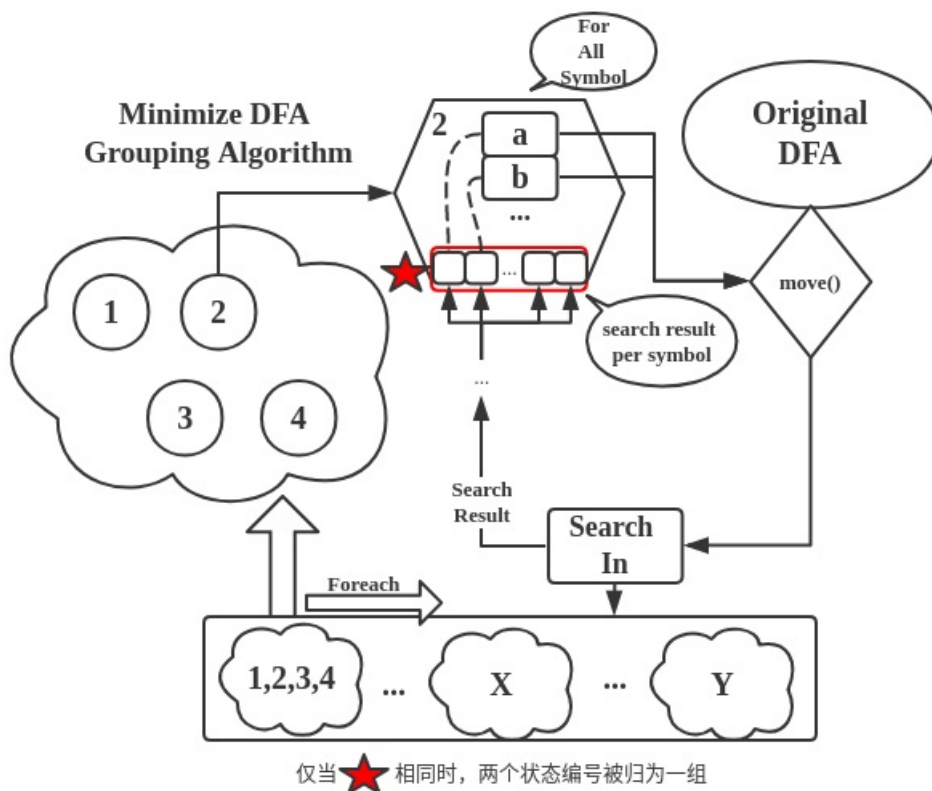 For
All
Symbol
Minimize DFA
Grouping Algorithm
2
a
b
...
...
Original
DFA
move()
search result
per symbol
1
2
3
4
...
Search
Result
Search
In
Foreach
1,2,3,4
...
X
...
Y
仅当 相同时，两个状态编号被归为一组